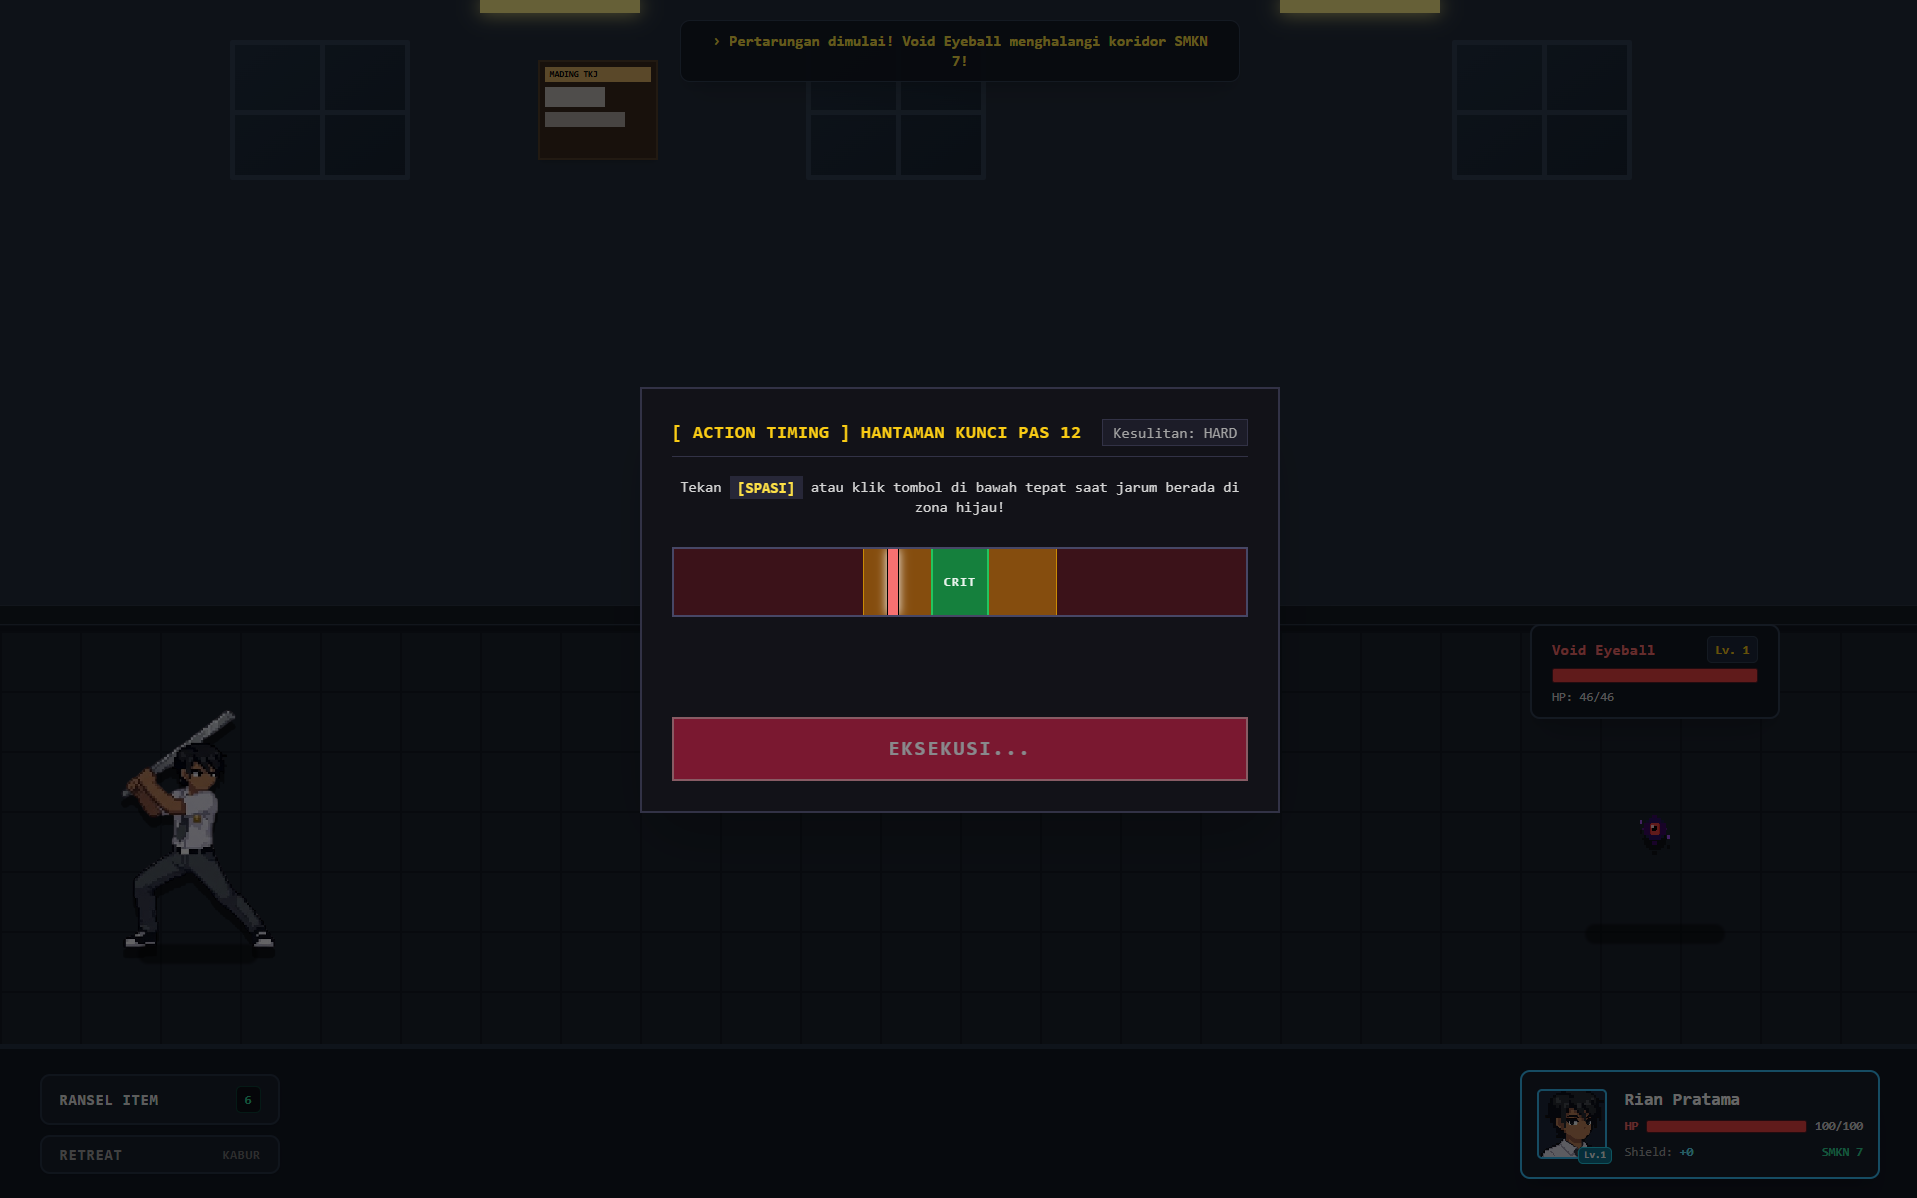 › Pertarungan dimulai! Void Eyeball menghalangi koridor SMKN
7!
MADING TKJ
[ ACTION TIMING ] HANTAMAN KUNCI PAS 12
Kesulitan: HARD
Tekan [SPASI] atau klik tombol di bawah tepat saat jarum berada di
zona hijau!
CRIT
EKSEKUSI...
Void Eyeball
Lv. 1
HP: 46/46
RANSEL ITEM
6
RETREAT
KABUR
Rian Pratama
HP
100/100
Lv.1
Shield: +0
SMKN 7